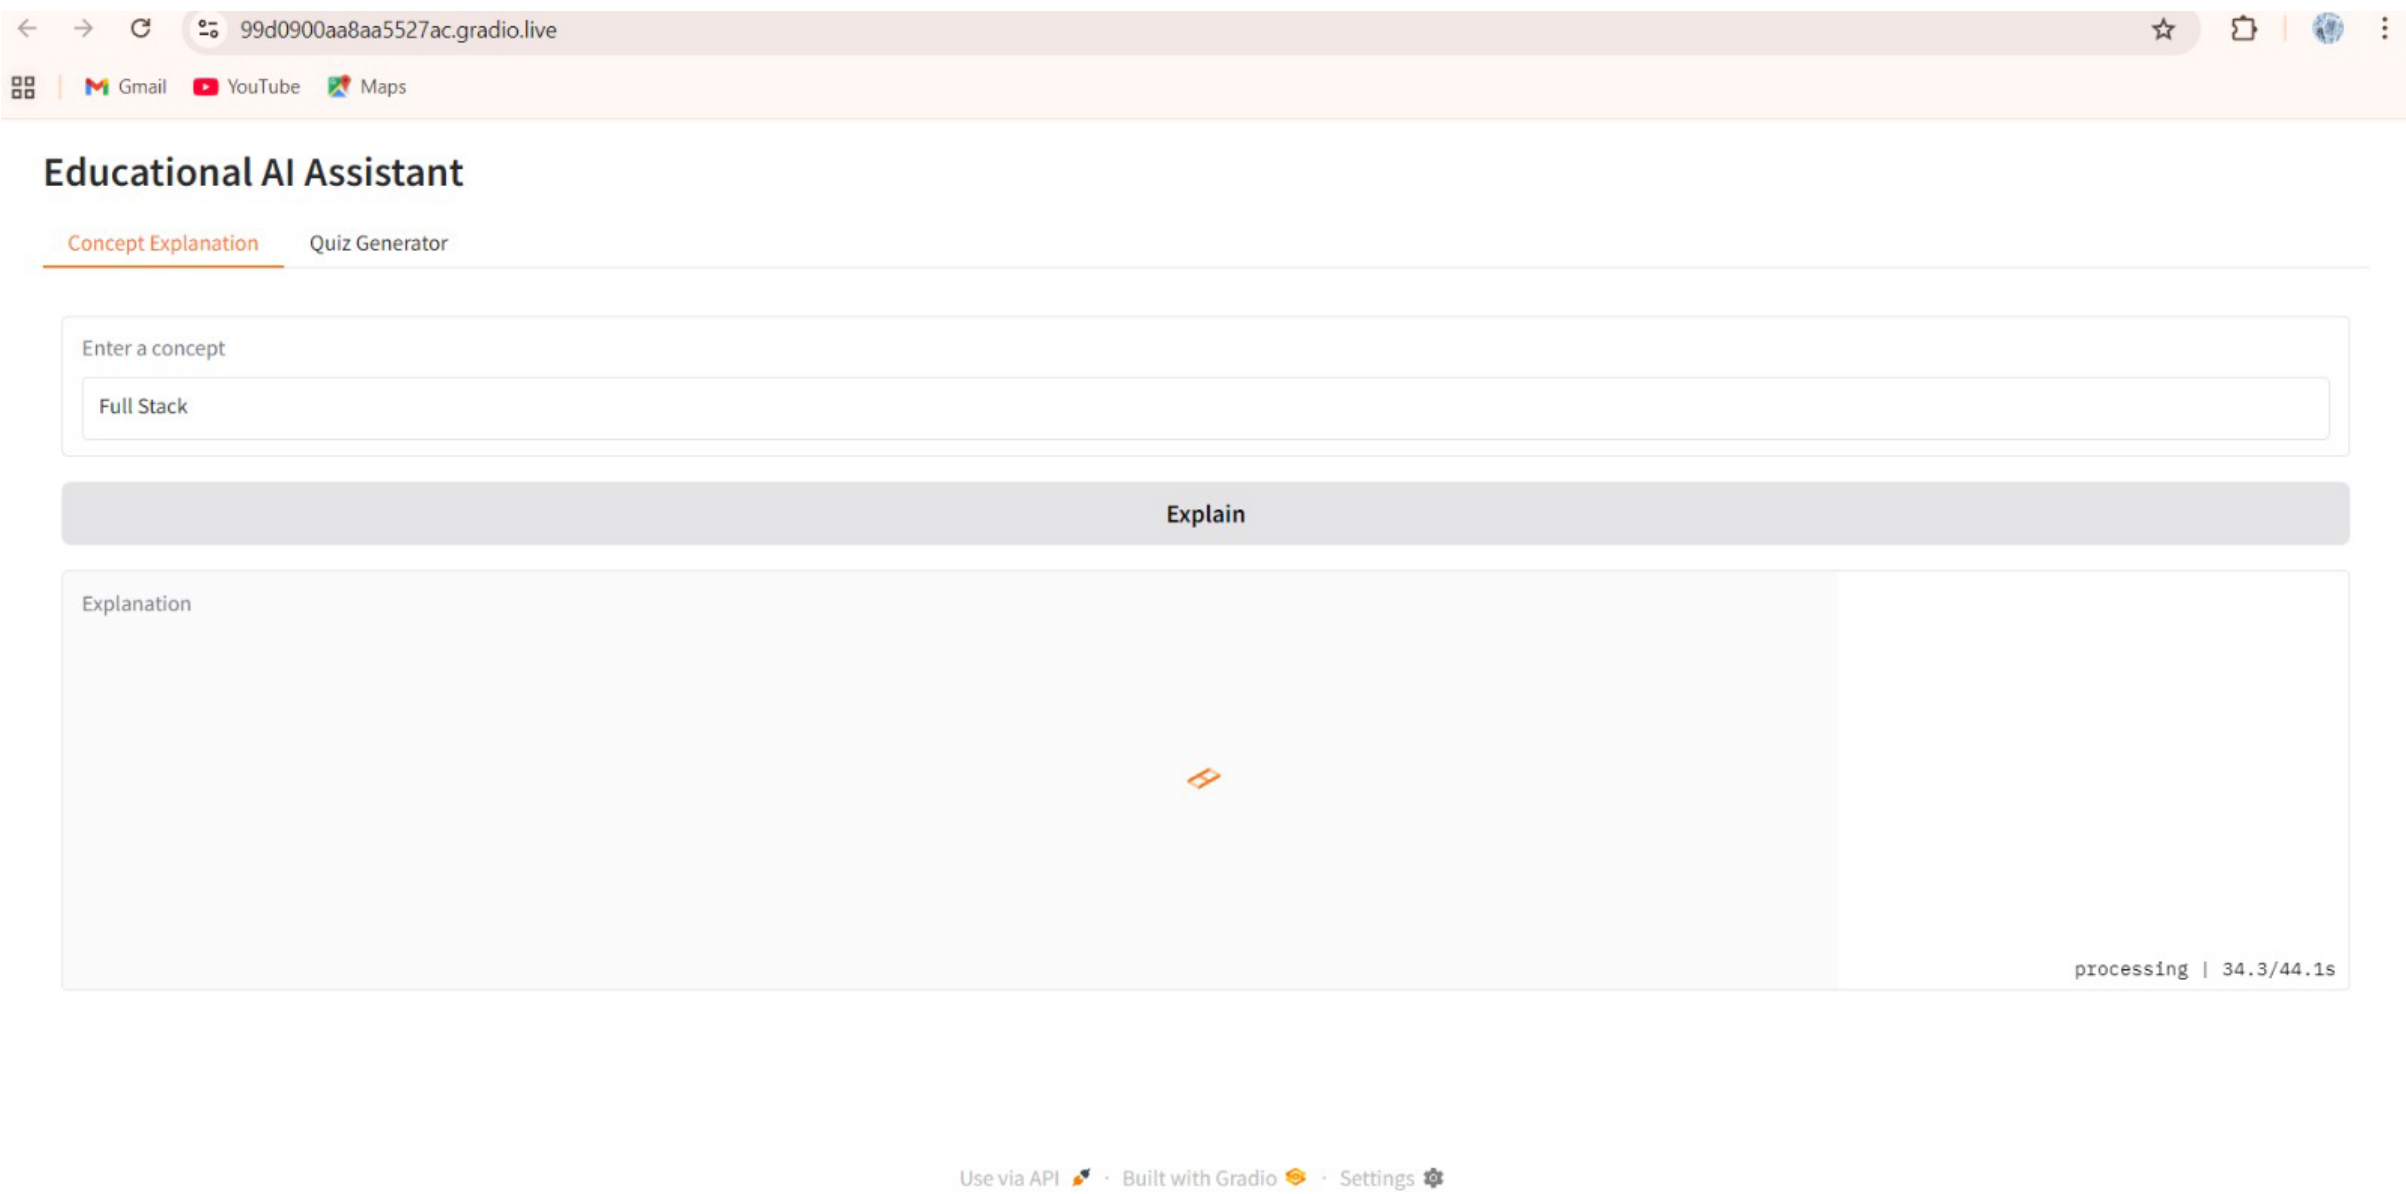 99d0900aa8aa5527ac.gradio.live
Gmail YouTube Maps
Educational AI Assistant
Concept Explanation Quiz Generator
Enter a concept
Full Stack
Explain
Explanation
processing | 34.3/44.1s
Use via API · Built with Gradio · Settings